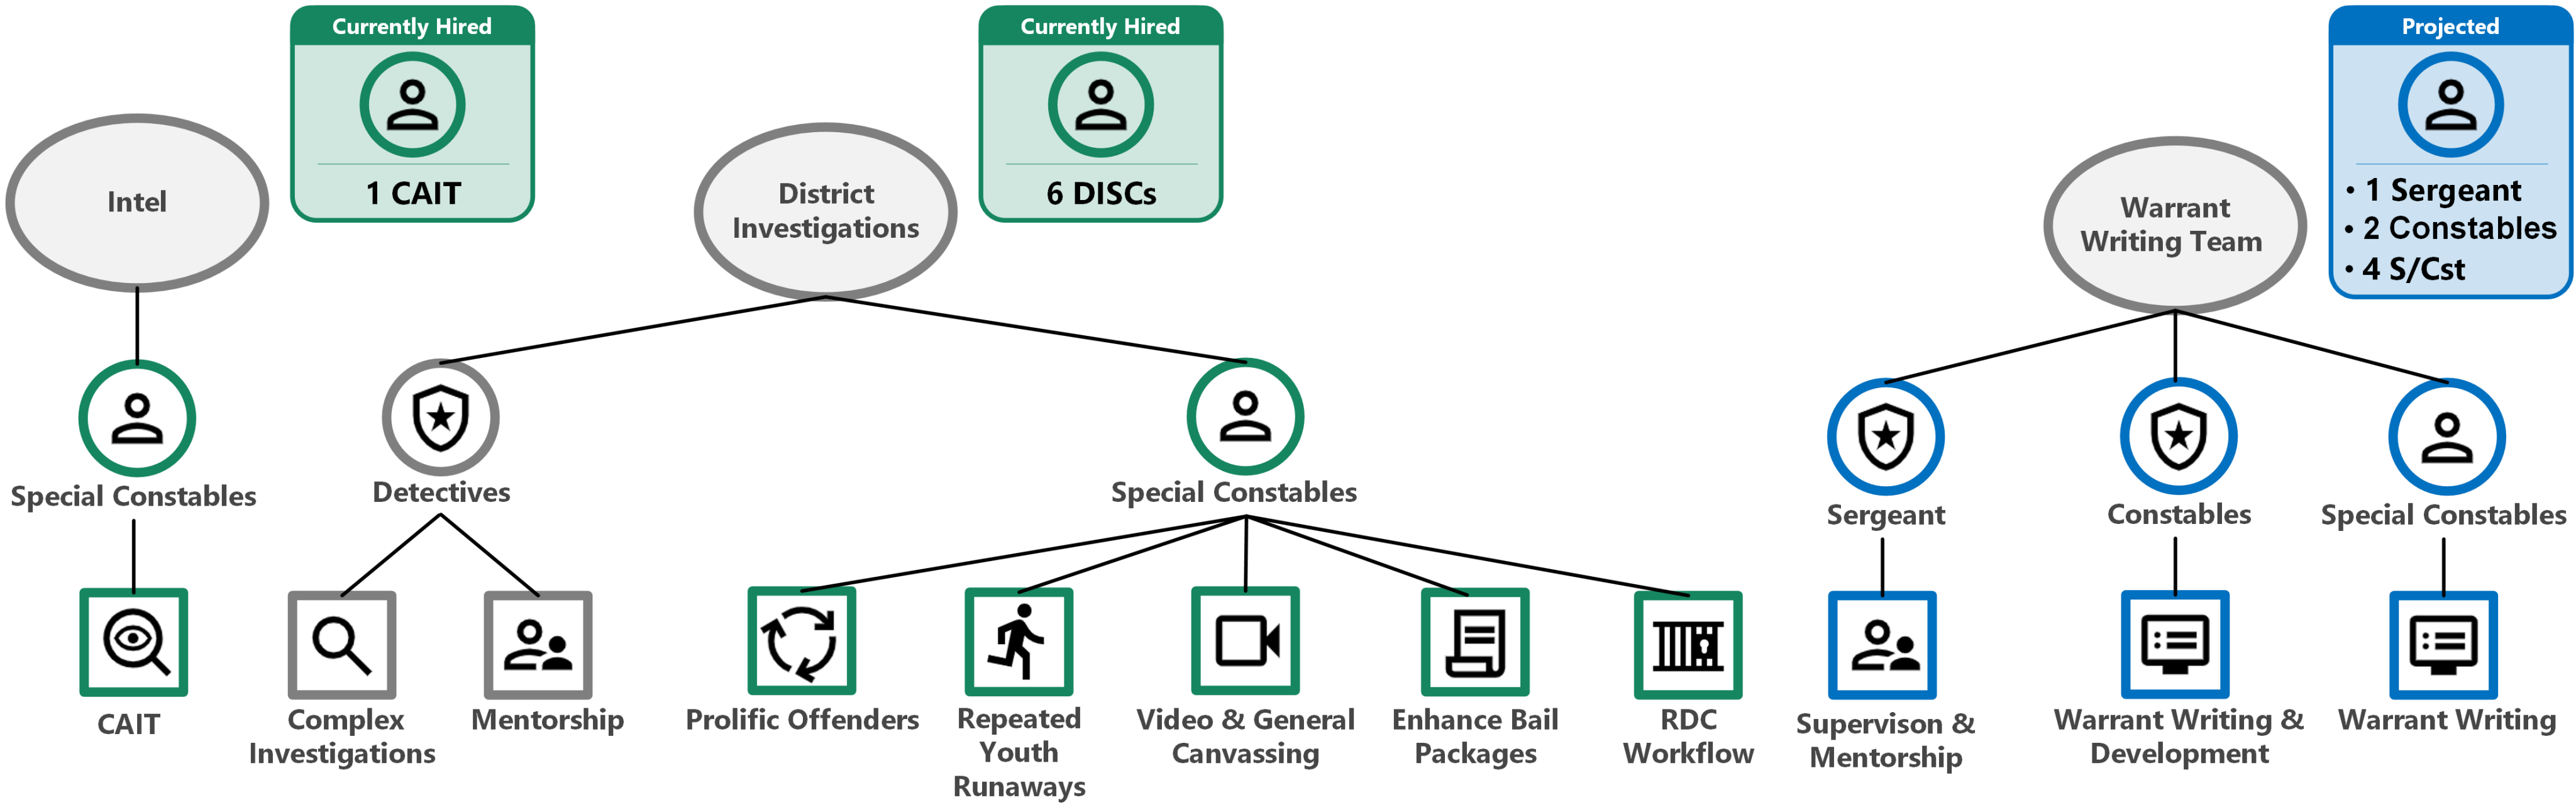 Currently Hired
1 CAIT
Currently Hired
6 DISCs
Projected
• 1 Sergeant
• 2 Constables
• 4 S/Cst
Intel
District
Investigations
Warrant
Writing Team
Special Constables
Detectives
Special Constables
Sergeant
Constables
Special Constables
CAIT
Complex
Investigations
Mentorship
Prolific Offenders
Repeated
Youth
Runaways
Video & General
Canvassing
Enhance Bail
Packages
RDC
Workflow
Supervison &
Mentorship
Warrant Writing &
Development
Warrant Writing